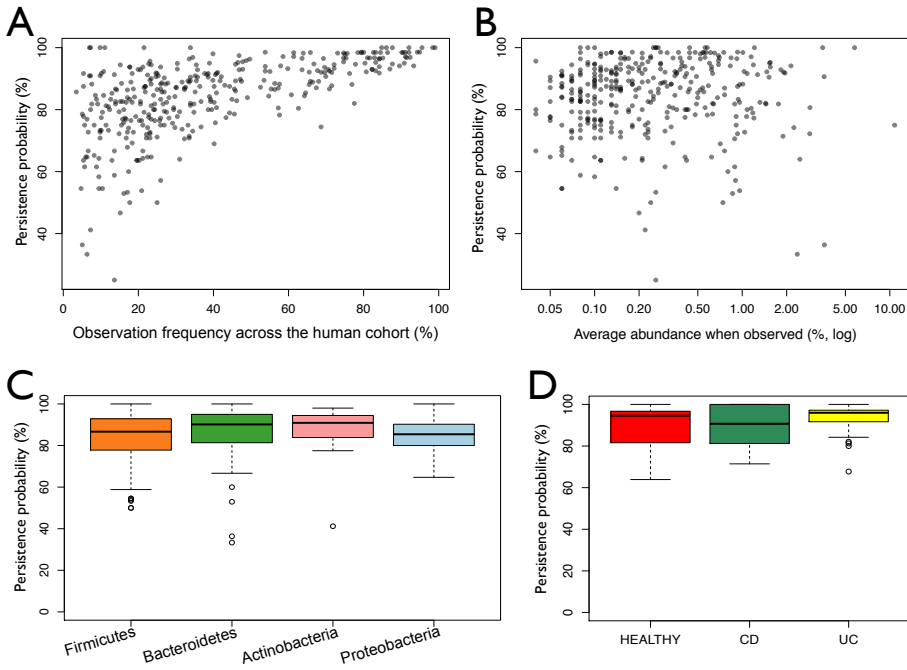 A
Persistence probability (%)
100
80
60
40
0 20 40 60 80 100
Observation frequency across the human cohort (%)
B
Persistence probability (%)
100
80
60
40
0.05 0.10 0.20 0.50 1.00 2.00 5.00 10.00
Average abundance when observed (%, log)
C
Persistence probability (%)
100
80
60
40
20
0
Firmicutes Bacteroidetes Actinobacteria Proteobacteria
D
Persistence probability (%)
100
80
60
40
20
0
HEALTHY CD UC